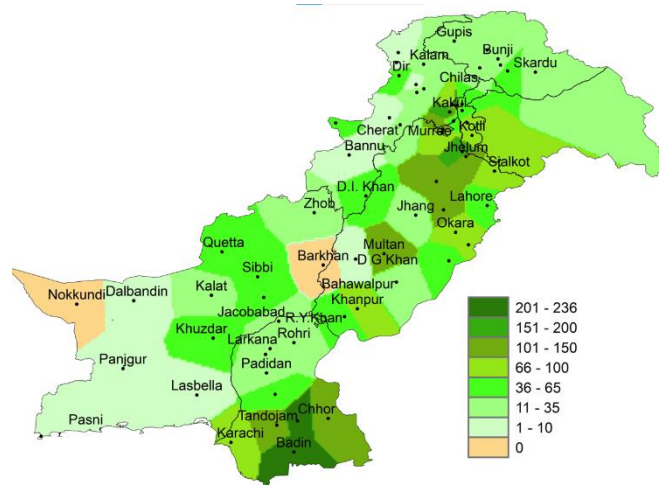 Gupis
Kalam
Bunji
Skardu
Dir
Chilas
Kakul
Cherat
Murree
Kotli
Bannu
Jhelum
Sialkot
D.I. Khan
Zhob
Jhang
Lahore
Okara
Quetta
Multan
Barkhan
D G Khan
Sibbi
Nokkundi
Dalbandin
Kalat
Bahawalpur
Khanpur
Jacobabad
R.Y.Khan
Khuzdar
Larkana
Rohri
Padidan
Panjgur
Lasbella
Pasni
Tandojam
Chhor
Karachi
Badin
201 - 236
151 - 200
101 - 150
66 - 100
36 - 65
11 - 35
1 - 10
0